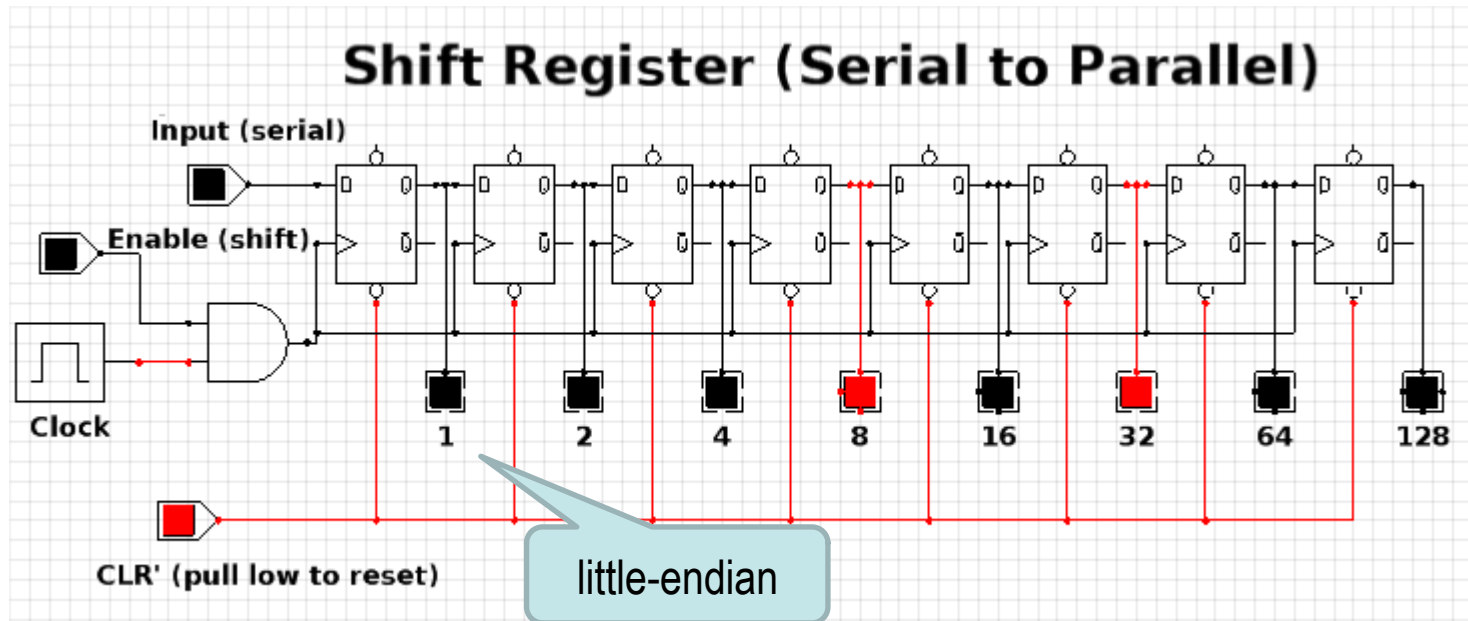 Shift Register (Serial to Parallel)
Input (serial)
D Q D Q D Q D Q D Q D Q D Q D Q
Enable (shift)
Q̅ Q̅ Q̅ Q̅ Q̅ Q̅ Q̅ Q̅
Clock
1 2 4 8 16 32 64 128
CLR' (pull low to reset)
little-endian